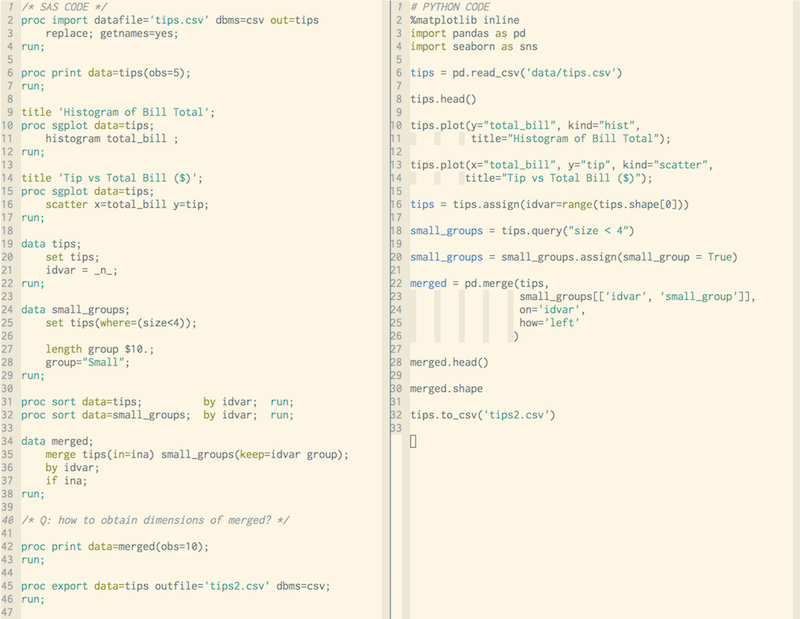 1 /* SAS CODE */
2 proc import datafile='tips.csv' dbms=csv out=tips
3     replace; getnames=yes;
4 run;
5
6 proc print data=tips(obs=5);
7 run;
8
9 title 'Histogram of Bill Total';
10 proc sgplot data=tips;
11     histogram total_bill ;
12 run;
13
14 title 'Tip vs Total Bill ($)';
15 proc sgplot data=tips;
16     scatter x=total_bill y=tip;
17 run;
18
19 data tips;
20     set tips;
21     idvar = _n_;
22 run;
23
24 data small_groups;
25     set tips(where=(size<4));
26
27     length group $10.;
28     group="Small";
29 run;
30
31 proc sort data=tips;          by idvar;  run;
32 proc sort data=small_groups;  by idvar;  run;
33
34 data merged;
35     merge tips(in=ina) small_groups(keep=idvar group);
36     by idvar;
37     if ina;
38 run;
39
40 /* Q: how to obtain dimensions of merged? */
41
42 proc print data=merged(obs=10);
43 run;
44
45 proc export data=tips outfile='tips2.csv' dbms=csv;
46 run;
47
1 # PYTHON CODE
2 %matplotlib inline
3 import pandas as pd
4 import seaborn as sns
5
6 tips = pd.read_csv('data/tips.csv')
7
8 tips.head()
9
10 tips.plot(y="total_bill", kind="hist",
11           title="Histogram of Bill Total");
12
13 tips.plot(x="total_bill", y="tip", kind="scatter",
14          title="Tip vs Total Bill ($)");
15
16 tips = tips.assign(idvar=range(tips.shape[0]))
17
18 small_groups = tips.query("size < 4")
19
20 small_groups = small_groups.assign(small_group = True)
21
22 merged = pd.merge(tips,
23                   small_groups[['idvar', 'small_group']],
24                   on='idvar',
25                   how='left'
26                  )
27
28 merged.head()
29
30 merged.shape
31
32 tips.to_csv('tips2.csv')
33